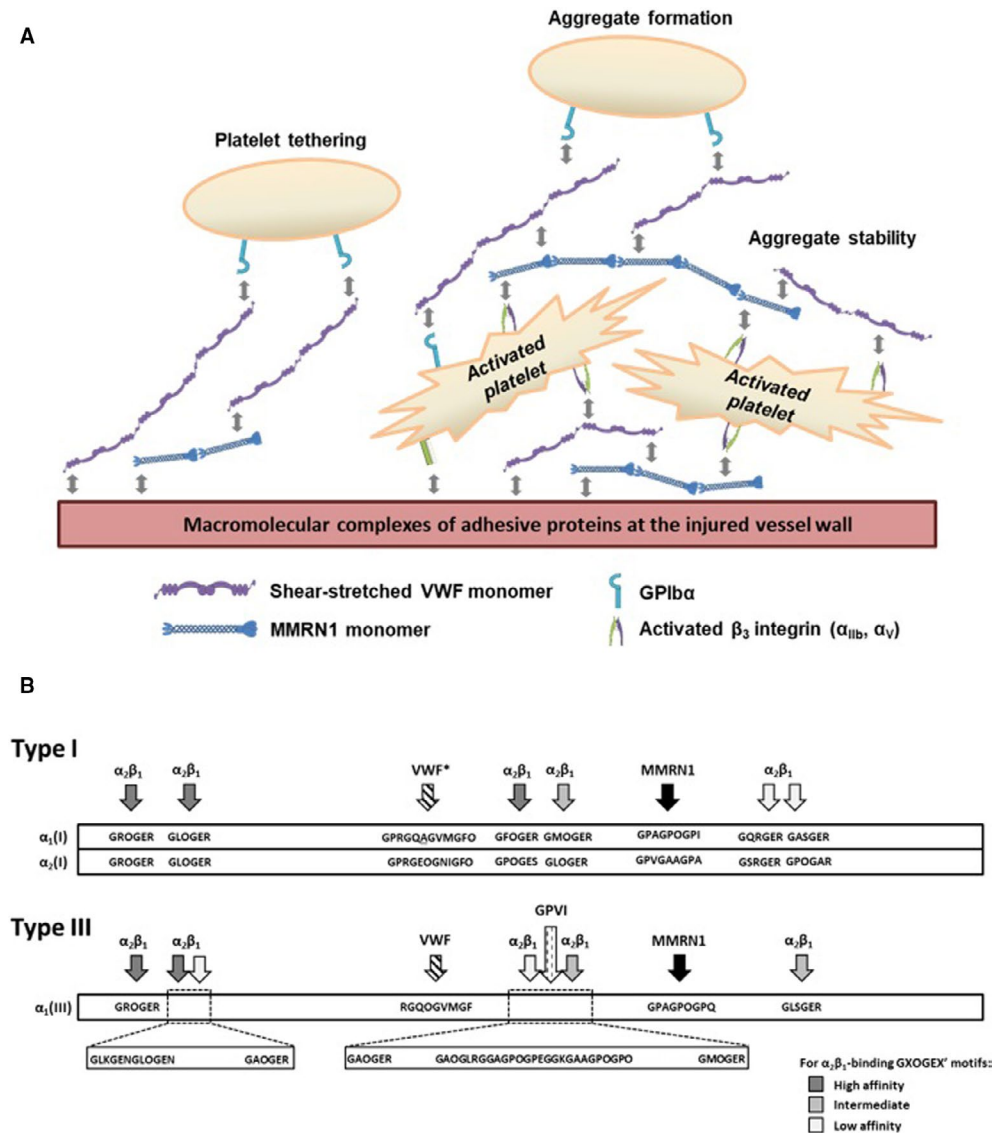 A
Aggregate formation
Platelet tethering
Aggregate stability
Activated
platelet
Activated
platelet
Macromolecular complexes of adhesive proteins at the injured vessel wall
Shear-stretched VWF monomer
GPIbα
MMRN1 monomer
Activated β₃ integrin (α_IIb, α_V)
B
Type I
α₂β₁ α₂β₁ VWF* α₂β₁ α₂β₁ MMRN1 α₂β₁
α₁(I) GROGER GLOGER GPRGQAGVMGFO GFOGER GMOGER GPAGPOGPI GQRGER GASGER
α₂(I) GROGER GLOGER GPRGEOGNIGFO GPOGES GLOGER GPVGAAGPA GSRGER GPOGAR
Type III
GPVI
α₂β₁ α₂β₁ VWF α₂β₁ α₂β₁ MMRN1 α₂β₁
α₁(III) GROGER RGQOGVMGF GPAGPOGPQ GLSGER
GLKGENGLOGEN GAOGER GAOGER GAOGLRGGAGPOGPEGGKGAAGPOGPO GMOGER
For α₂β₁-binding GXOGEX' motifs:
High affinity
Intermediate
Low affinity